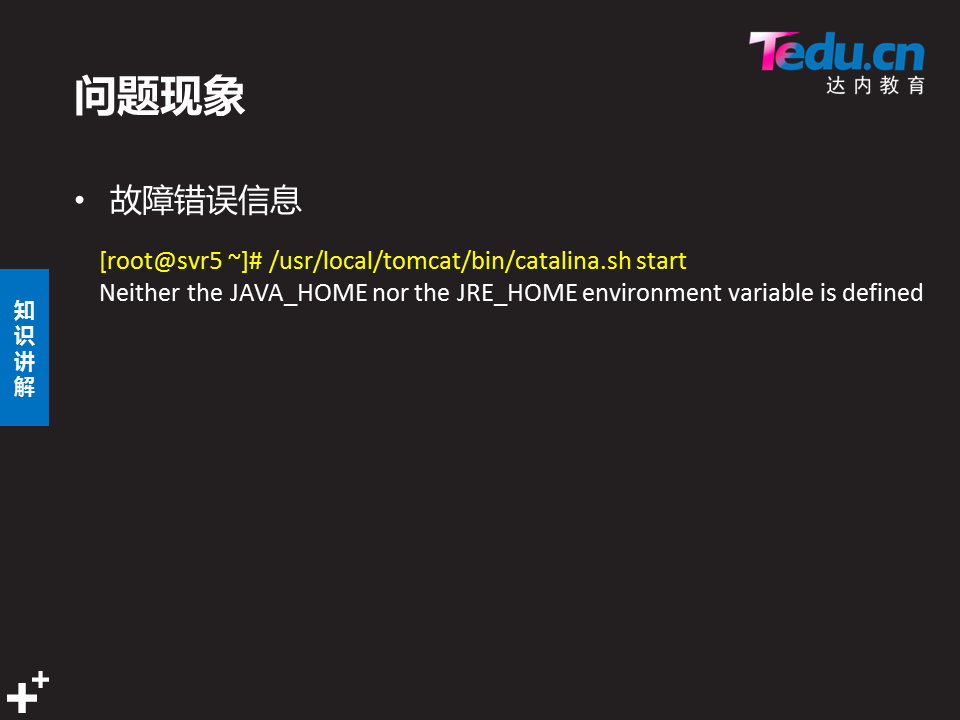 Tedu.cn
达内教育
问题现象
• 故障错误信息
[root@svr5 ~]# /usr/local/tomcat/bin/catalina.sh start
Neither the JAVA_HOME nor the JRE_HOME environment variable is defined
知
识
讲
解